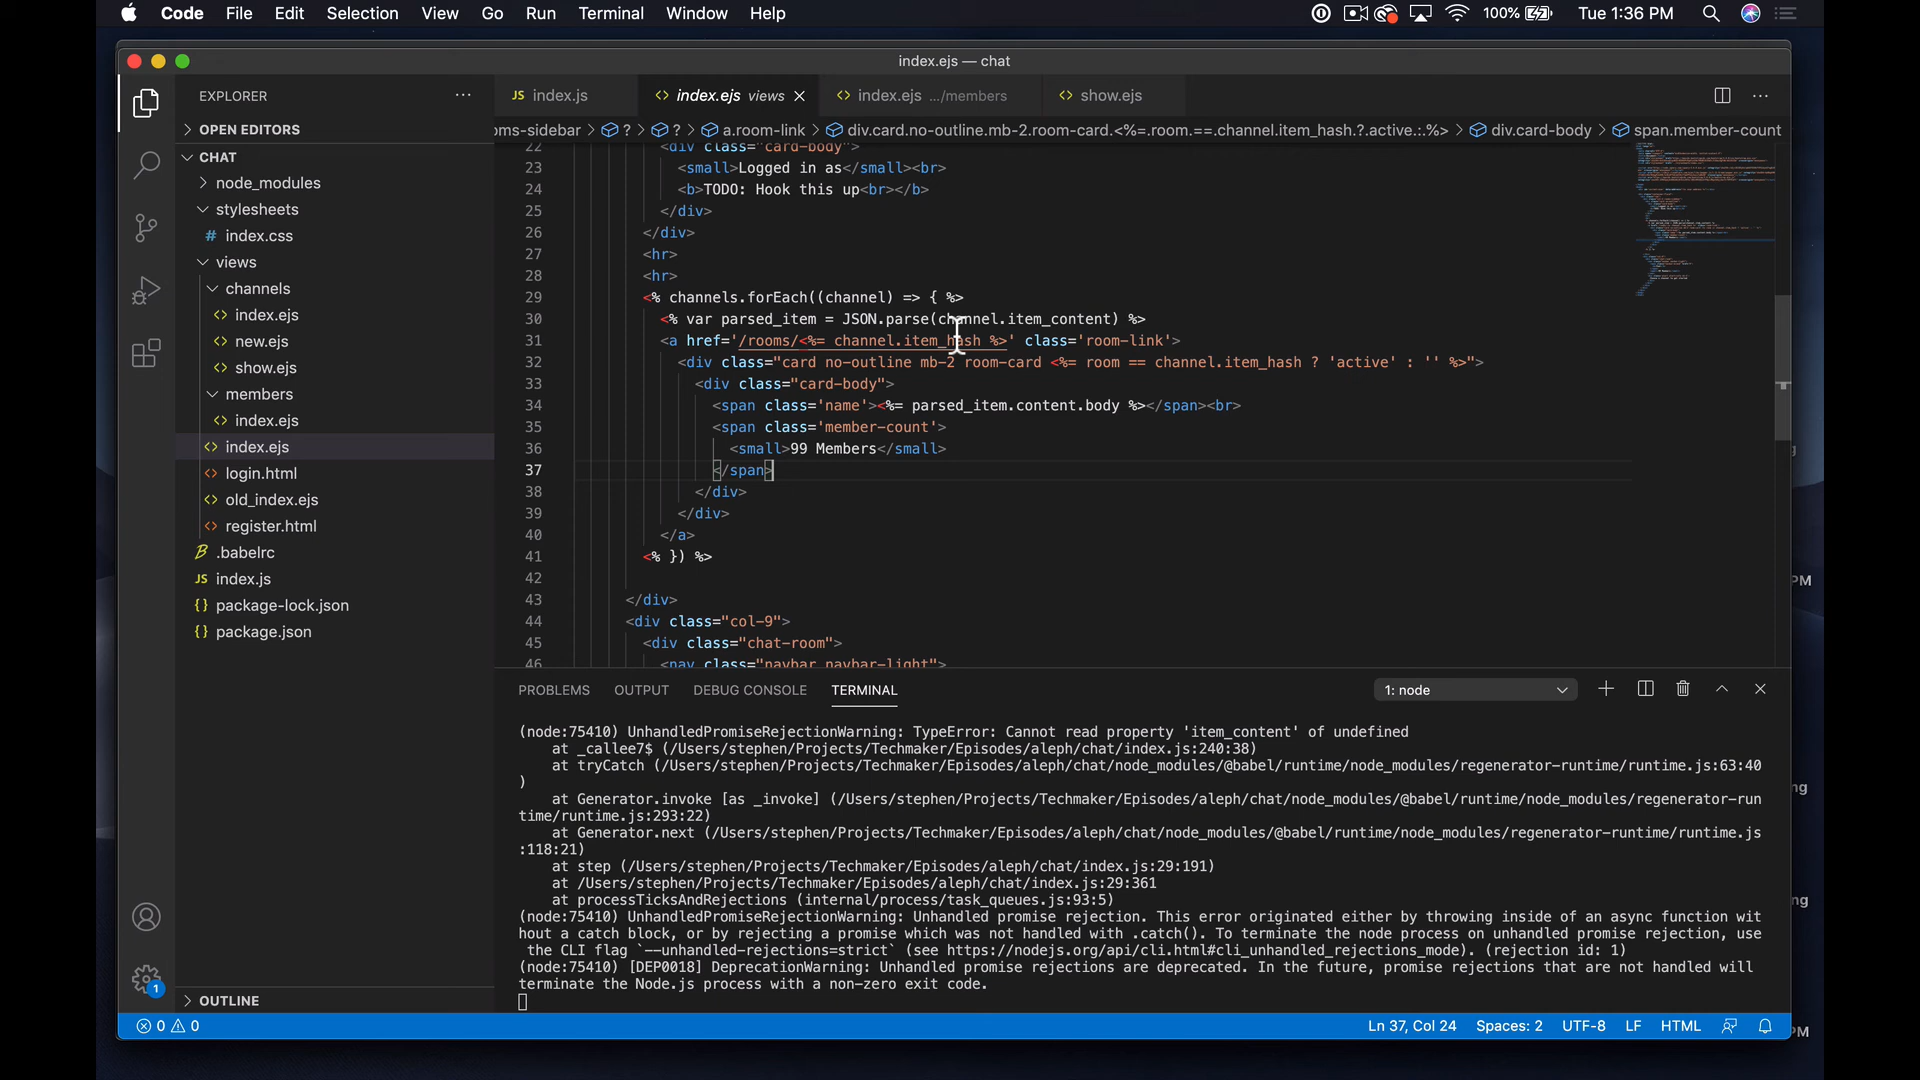 Code File Edit Selection View Go Run Terminal Window Help
100% Tue 1:36 PM
index.ejs — chat
EXPLORER
OPEN EDITORS
CHAT
node_modules
stylesheets
# index.css
views
channels
index.ejs
new.ejs
show.ejs
members
index.ejs
index.ejs
login.html
old_index.ejs
register.html
.babelrc
JS index.js
{} package-lock.json
{} package.json
OUTLINE
JS index.js
index.ejs views
index.ejs .../members
show.ejs
oms-sidebar > ? > ? > a.room-link > div.card.no-outline.mb-2.room-card.<%=.room.==.channel.item_hash.?.active.:.%> > div.card-body > span.member-count
22 <div class="card-body">
23 <small>Logged in as</small><br>
24 <b>TODO: Hook this up<br></b>
25 </div>
26 </div>
27 <hr>
28 <hr>
29 <% channels.forEach((channel) => { %>
30 <% var parsed_item = JSON.parse(channel.item_content) %>
31 <a href='/rooms/<%= channel.item_hash %>' class='room-link'>
32 <div class="card no-outline mb-2 room-card <%= room == channel.item_hash ? 'active' : '' %>">
33 <div class="card-body">
34 <span class='name'><%= parsed_item.content.body %></span><br>
35 <span class='member-count'>
36 <small>99 Members</small>
37 </span>
38 </div>
39 </div>
40 </a>
41 <% }) %>
42
43 </div>
44 <div class="col-9">
45 <div class="chat-room">
46 <nav class="navbar navbar-light">
PROBLEMS OUTPUT DEBUG CONSOLE TERMINAL
1: node
(node:75410) UnhandledPromiseRejectionWarning: TypeError: Cannot read property 'item_content' of undefined
at _callee7$ (/Users/stephen/Projects/Techmaker/Episodes/aleph/chat/index.js:240:38)
at tryCatch (/Users/stephen/Projects/Techmaker/Episodes/aleph/chat/node_modules/@babel/runtime/node_modules/regenerator-runtime/runtime.js:63:40
)
at Generator.invoke [as _invoke] (/Users/stephen/Projects/Techmaker/Episodes/aleph/chat/node_modules/@babel/runtime/node_modules/regenerator-run
time/runtime.js:293:22)
at Generator.next (/Users/stephen/Projects/Techmaker/Episodes/aleph/chat/node_modules/@babel/runtime/node_modules/regenerator-runtime/runtime.js
:118:21)
at step (/Users/stephen/Projects/Techmaker/Episodes/aleph/chat/index.js:29:191)
at /Users/stephen/Projects/Techmaker/Episodes/aleph/chat/index.js:29:361
at processTicksAndRejections (internal/process/task_queues.js:93:5)
(node:75410) UnhandledPromiseRejectionWarning: Unhandled promise rejection. This error originated either by throwing inside of an async function wit
hout a catch block, or by rejecting a promise which was not handled with .catch(). To terminate the node process on unhandled promise rejection, use
the CLI flag `--unhandled-rejections=strict` (see https://nodejs.org/api/cli.html#cli_unhandled_rejections_mode). (rejection id: 1)
(node:75410) [DEP0018] DeprecationWarning: Unhandled promise rejections are deprecated. In the future, promise rejections that are not handled will
terminate the Node.js process with a non-zero exit code.
1
0 0
Ln 37, Col 24 Spaces: 2 UTF-8 LF HTML
PM
ng
ng
PM